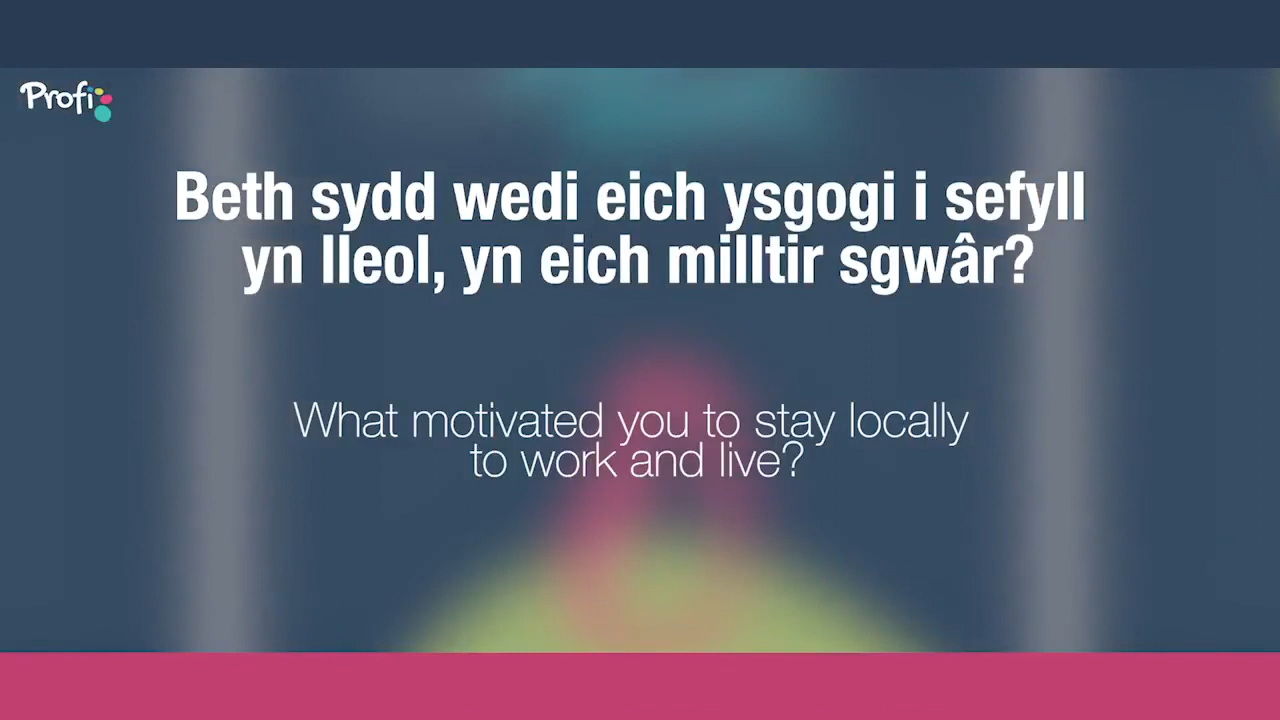 Profi
Beth sydd wedi eich ysgogi i sefyll
yn lleol, yn eich milltir sgwâr?
What motivated you to stay locally
to work and live?